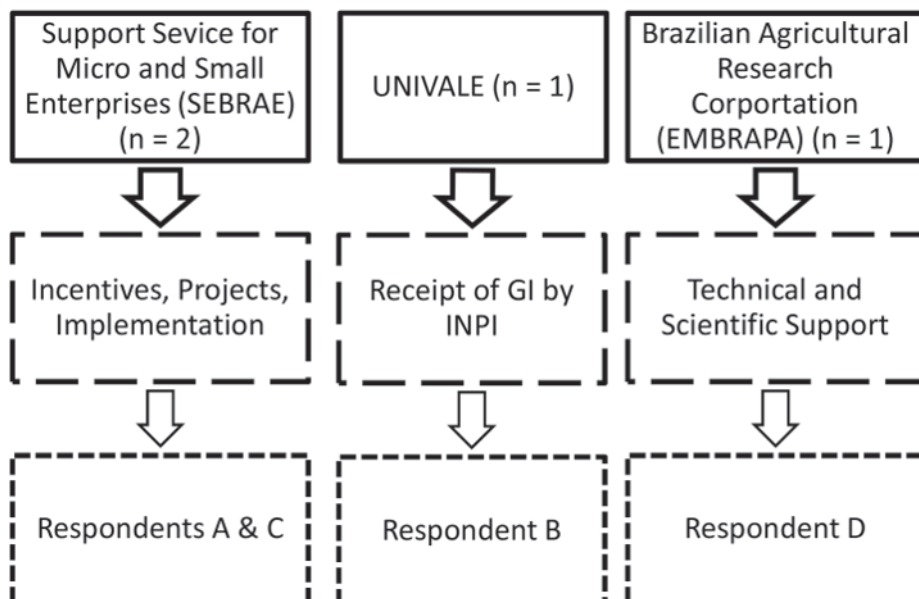 Support Sevice for
Micro and Small
Enterprises (SEBRAE)
(n = 2)
UNIVALE (n = 1)
Brazilian Agricultural
Research
Corportation
(EMBRAPA) (n = 1)
Incentives, Projects,
Implementation
Receipt of GI by
INPI
Technical and
Scientific Support
Respondents A & C
Respondent B
Respondent D